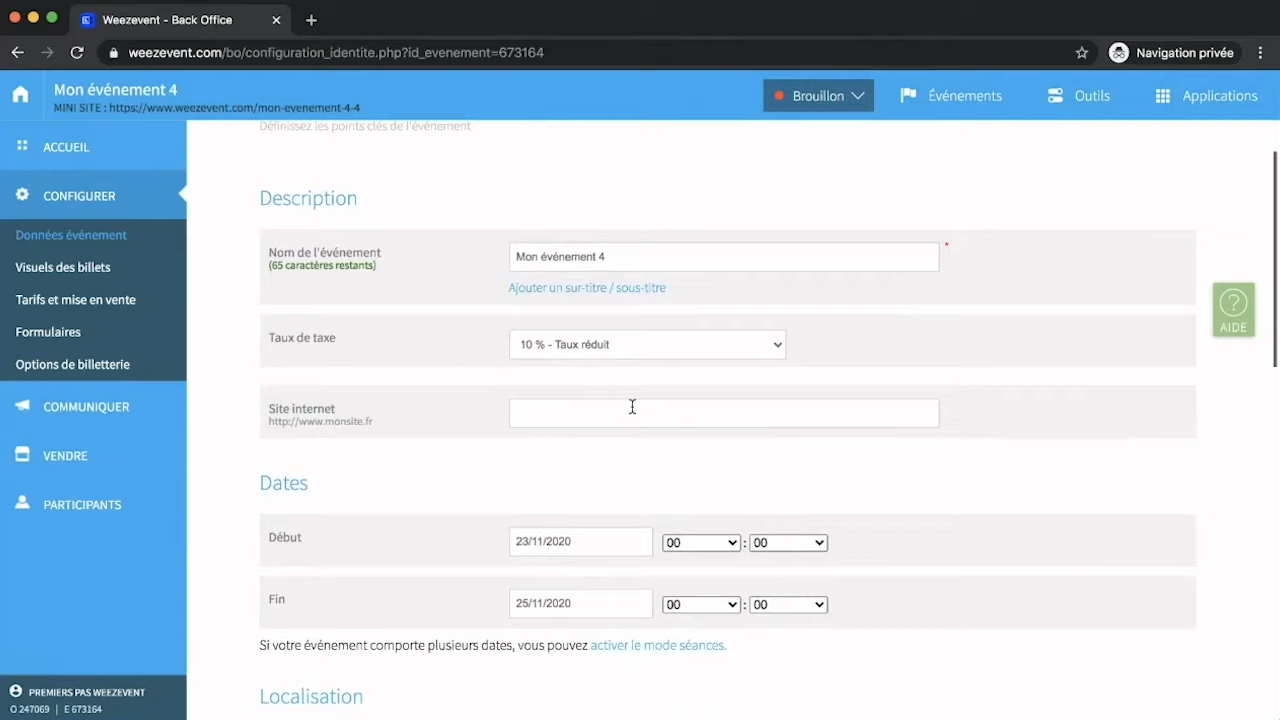 Weezevent - Back Office
weezevent.com/bo/configuration_identite.php?id_evenement=673164
Navigation privée
Mon événement 4
MINI SITE : https://www.weezevent.com/mon-evenement-4-4
Brouillon
Événements
Outils
Applications
Définissez les points clés de l'événement
ACCUEIL
CONFIGURER
Données événement
Visuels des billets
Tarifs et mise en vente
Formulaires
Options de billetterie
COMMUNIQUER
VENDRE
PARTICIPANTS
PREMIERS PAS WEEZEVENT
O 247069 | E 673164
Description
Nom de l'événement
(65 caractères restants)
Mon événement 4
*
Ajouter un sur-titre / sous-titre
Taux de taxe
10 % - Taux réduit
Site internet
http://www.monsite.fr
Dates
Début
23/11/2020
00 : 00
Fin
25/11/2020
00 : 00
Si votre événement comporte plusieurs dates, vous pouvez activer le mode séances.
Localisation
?
AIDE